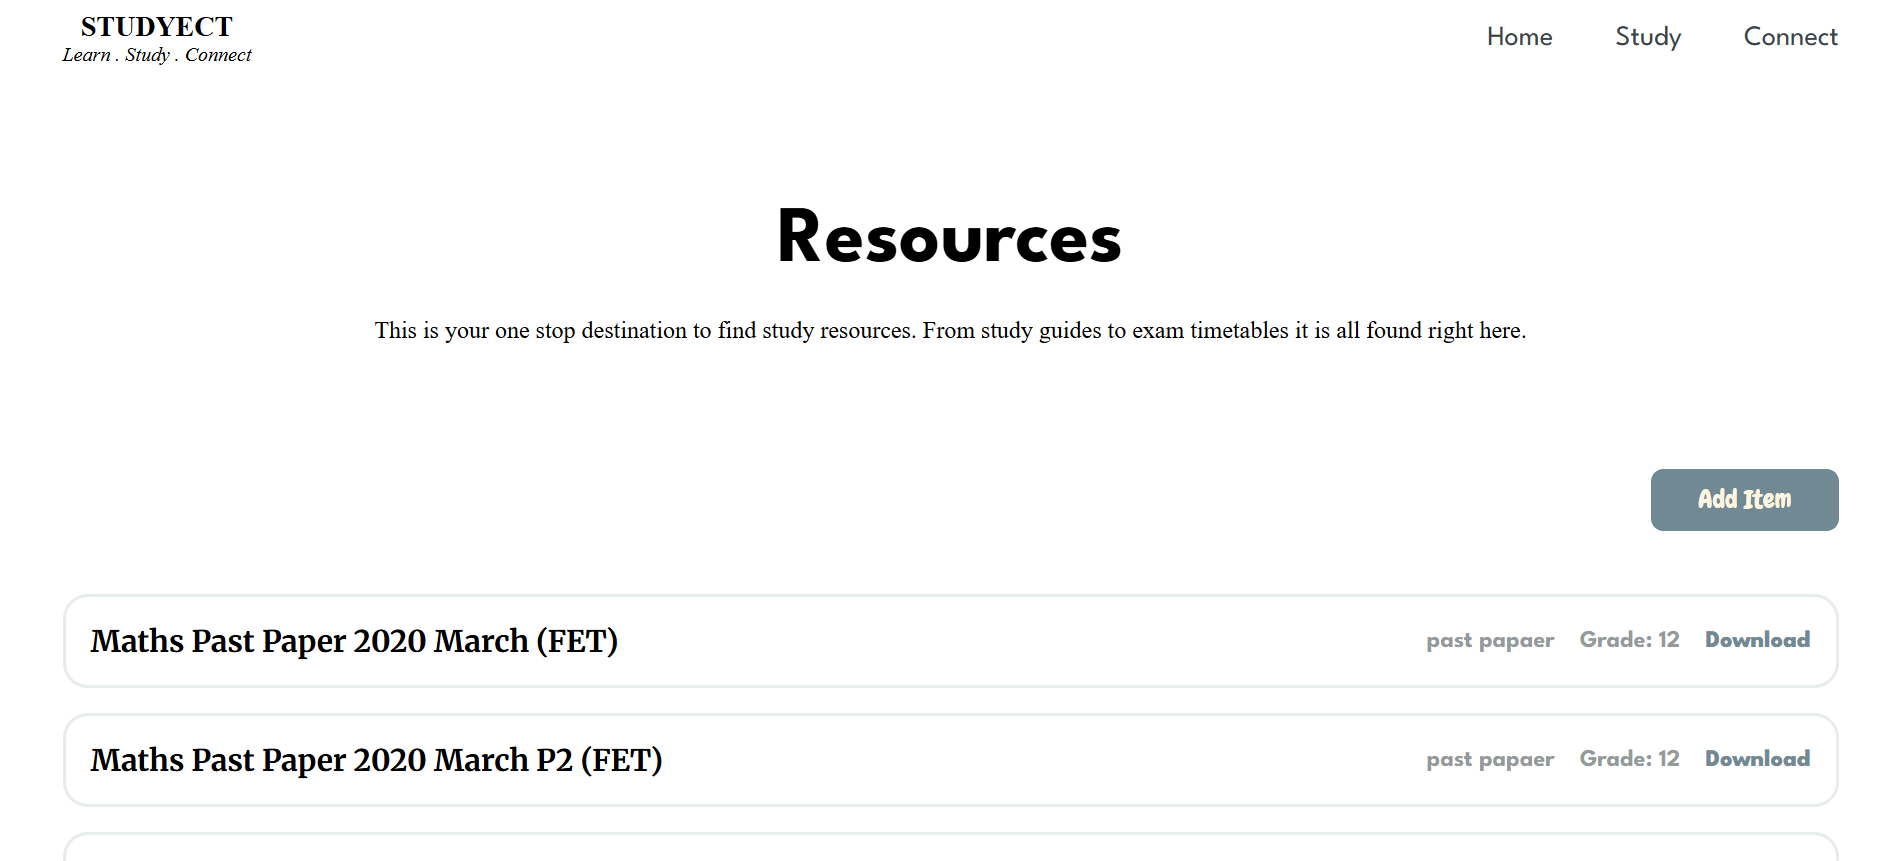 STUDYECT
Learn . Study . Connect
Home Study Connect
Resources
This is your one stop destination to find study resources. From study guides to exam timetables it is all found right here.
Add Item
Maths Past Paper 2020 March (FET) past papaer Grade: 12 Download
Maths Past Paper 2020 March P2 (FET) past papaer Grade: 12 Download